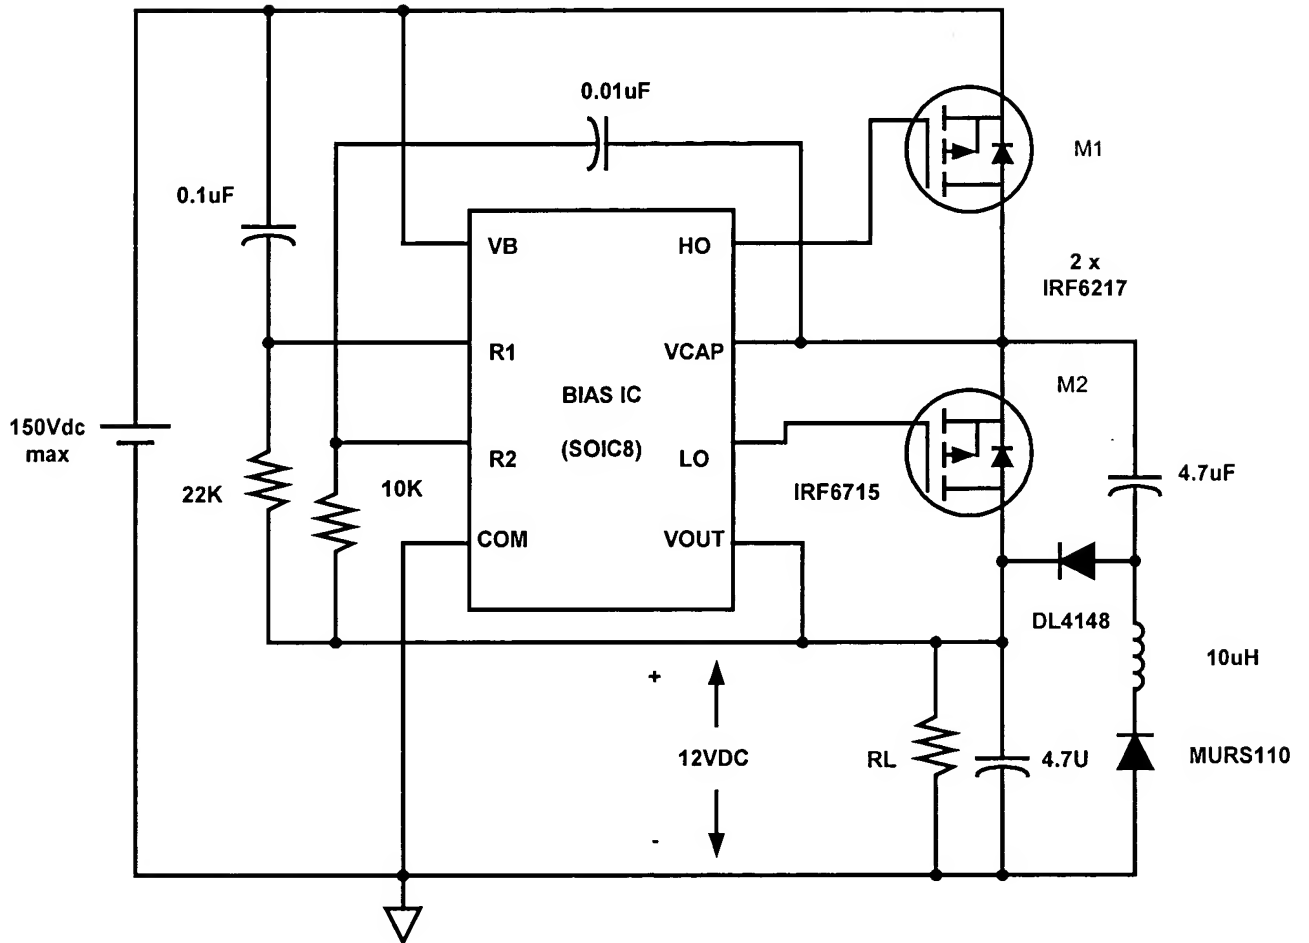 0.01uF
M1
0.1uF
VB
HO
2 x
IRF6217
R1
VCAP
M2
BIAS IC
(SOIC8)
150Vdc
max
R2
LO
10K
22K
IRF6715
4.7uF
COM
VOUT
DL4148
10uH
+
12VDC
RL
4.7U
MURS110
-